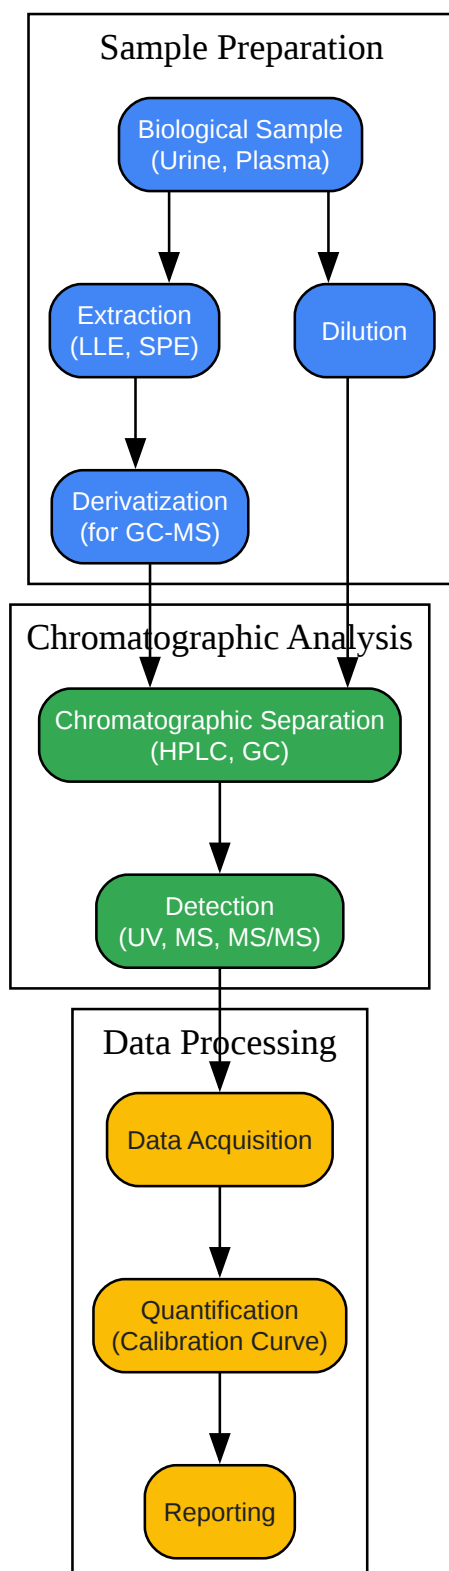 Sample Preparation
Biological Sample
(Urine, Plasma)
Extraction
(LLE, SPE)
Dilution
Derivatization
(for GC-MS)
Chromatographic Analysis
Chromatographic Separation
(HPLC, GC)
Detection
(UV, MS, MS/MS)
Data Processing
Data Acquisition
Quantification
(Calibration Curve)
Reporting